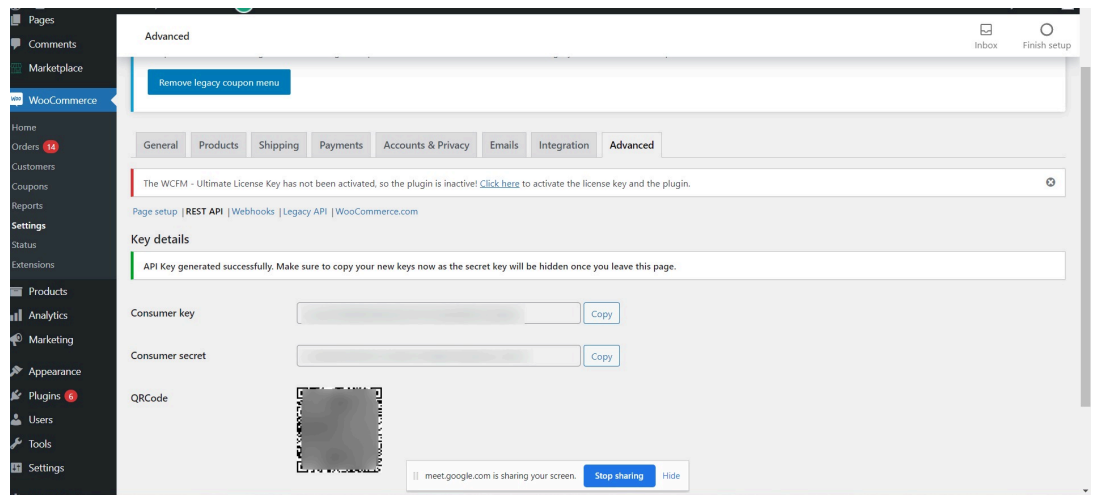 Pages
Comments
Marketplace
Woo WooCommerce
Home
Orders 14
Customers
Coupons
Reports
Settings
Status
Extensions
Products
Analytics
Marketing
Appearance
Plugins 6
Users
Tools
Settings
Advanced
Inbox
Finish setup
Remove legacy coupon menu
General Products Shipping Payments Accounts & Privacy Emails Integration Advanced
The WCFM - Ultimate License Key has not been activated, so the plugin is inactive! Click here to activate the license key and the plugin.
Page setup | REST API | Webhooks | Legacy API | WooCommerce.com
Key details
API Key generated successfully. Make sure to copy your new keys now as the secret key will be hidden once you leave this page.
Consumer key
Copy
Consumer secret
Copy
QRCode
meet.google.com is sharing your screen. Stop sharing Hide